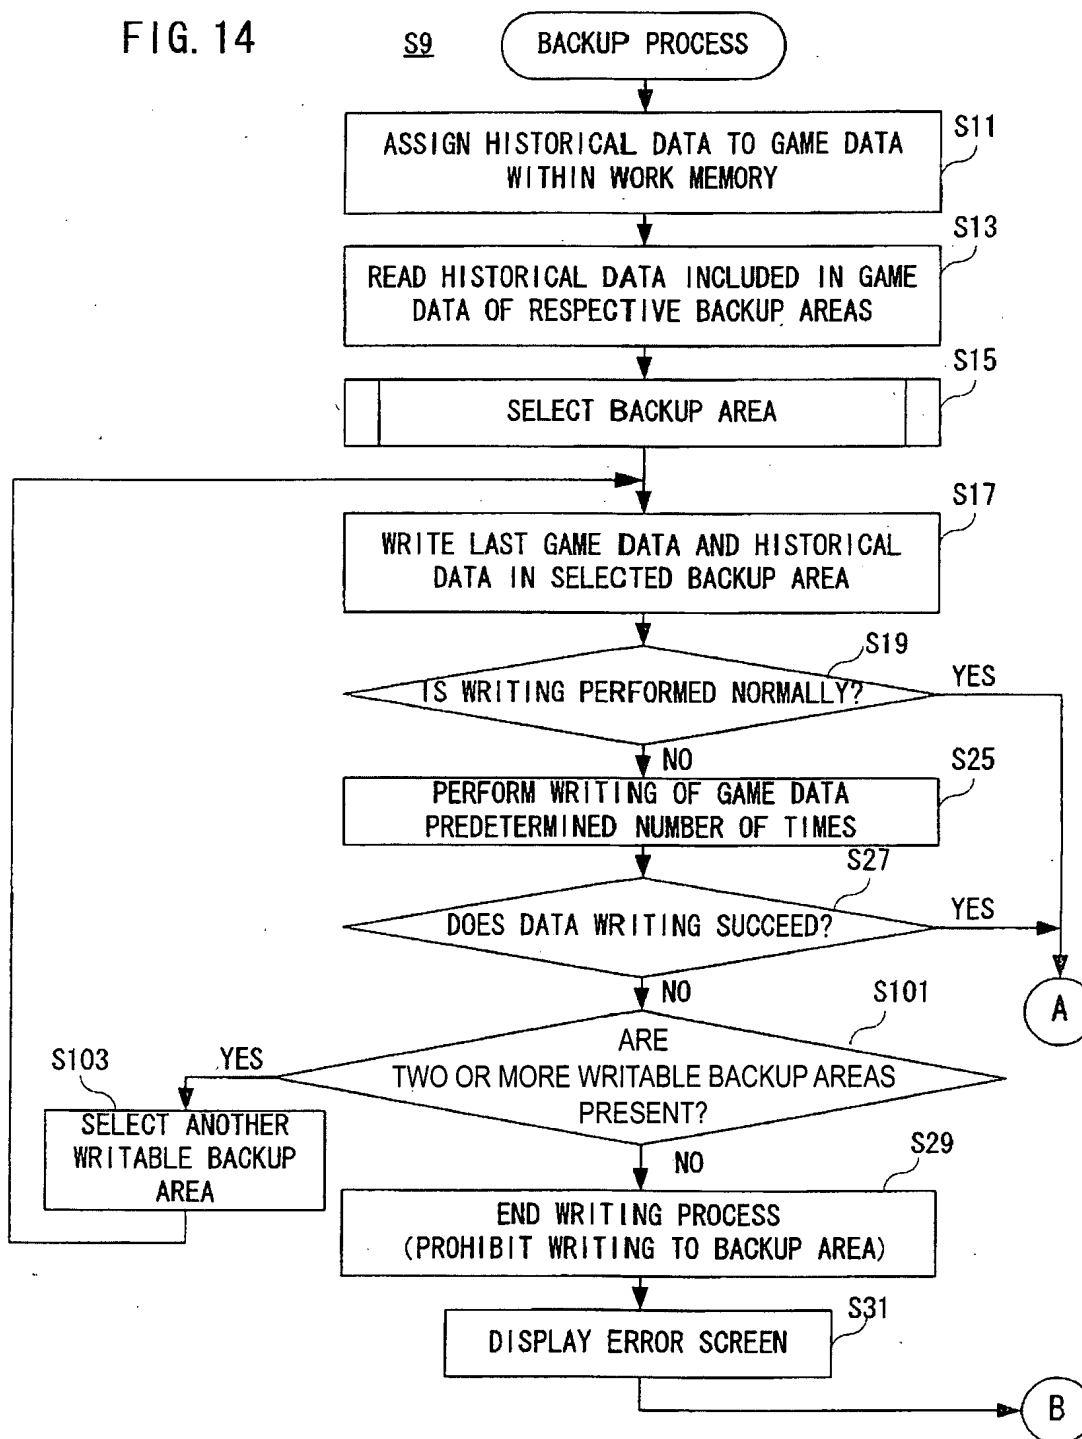 FIG. 14
S9
BACKUP PROCESS
S11
ASSIGN HISTORICAL DATA TO GAME DATA
WITHIN WORK MEMORY
S13
READ HISTORICAL DATA INCLUDED IN GAME
DATA OF RESPECTIVE BACKUP AREAS
S15
SELECT BACKUP AREA
S17
WRITE LAST GAME DATA AND HISTORICAL
DATA IN SELECTED BACKUP AREA
S19
IS WRITING PERFORMED NORMALLY?
YES
NO
S25
PERFORM WRITING OF GAME DATA
PREDETERMINED NUMBER OF TIMES
S27
DOES DATA WRITING SUCCEED?
YES
NO
A
S101
ARE
TWO OR MORE WRITABLE BACKUP AREAS
PRESENT?
S103
YES
SELECT ANOTHER
WRITABLE BACKUP
AREA
NO
S29
END WRITING PROCESS
(PROHIBIT WRITING TO BACKUP AREA)
S31
DISPLAY ERROR SCREEN
B